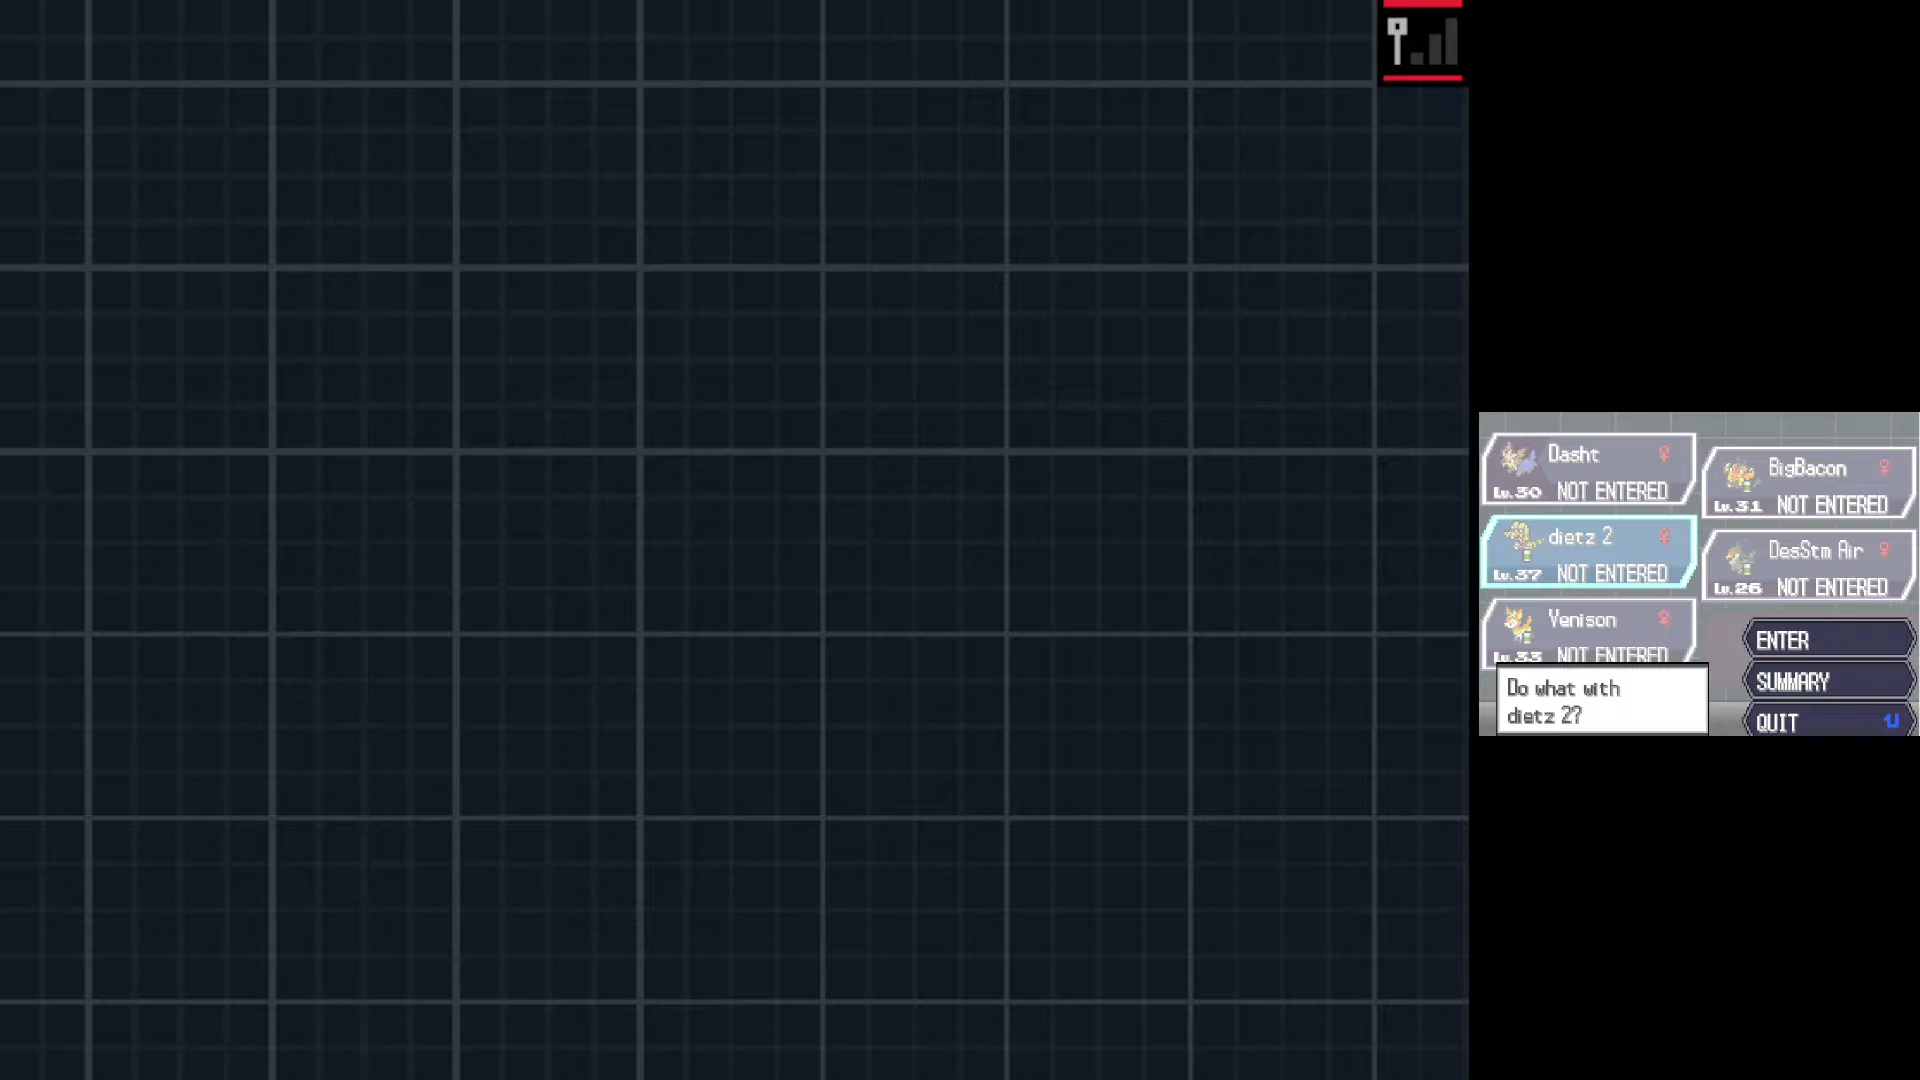 Dasht ♀
Lv.30 NOT ENTERED
BigBacon ♀
Lv.31 NOT ENTERED
dietz 2 ♀
Lv.37 NOT ENTERED
DesStm Air ♀
Lv.26 NOT ENTERED
Venison ♀
Lv.33 NOT ENTERED
Do what with
dietz 2?
ENTER
SUMMARY
QUIT